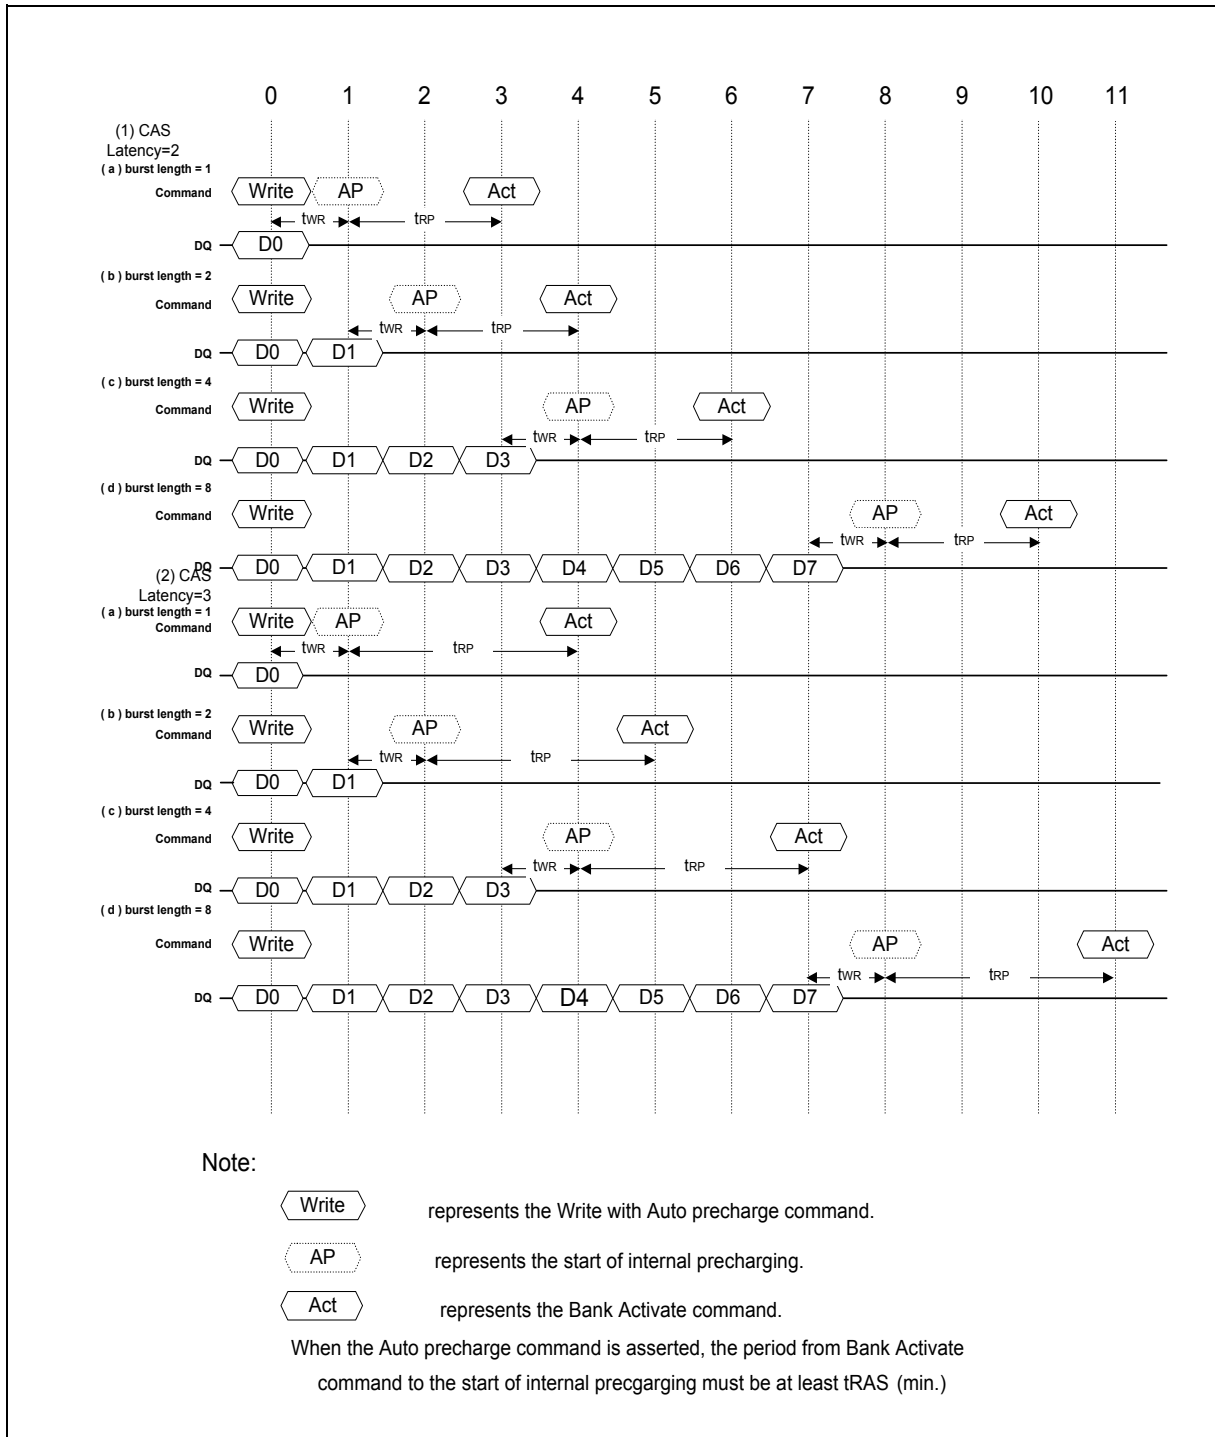 0 1 2 3 4 5 6 7 8 9 10 11
(1) CAS
Latency=2
( a ) burst length = 1
Command Write AP Act
tWR tRP
DQ D0
( b ) burst length = 2
Command Write AP Act
tWR tRP
DQ D0 D1
( c ) burst length = 4
Command Write AP Act
tWR tRP
DQ D0 D1 D2 D3
( d ) burst length = 8
Command Write AP Act
tWR tRP
DQ D0 D1 D2 D3 D4 D5 D6 D7
(2) CAS
Latency=3
( a ) burst length = 1
Command Write AP Act
tWR tRP
DQ D0
( b ) burst length = 2
Command Write AP Act
tWR tRP
DQ D0 D1
( c ) burst length = 4
Command Write AP Act
tWR tRP
DQ D0 D1 D2 D3
( d ) burst length = 8
Command Write AP Act
tWR tRP
DQ D0 D1 D2 D3 D4 D5 D6 D7
Note:
Write represents the Write with Auto precharge command.
AP represents the start of internal precharging.
Act represents the Bank Activate command.
When the Auto precharge command is asserted, the period from Bank Activate
command to the start of internal precgarging must be at least tRAS (min.)